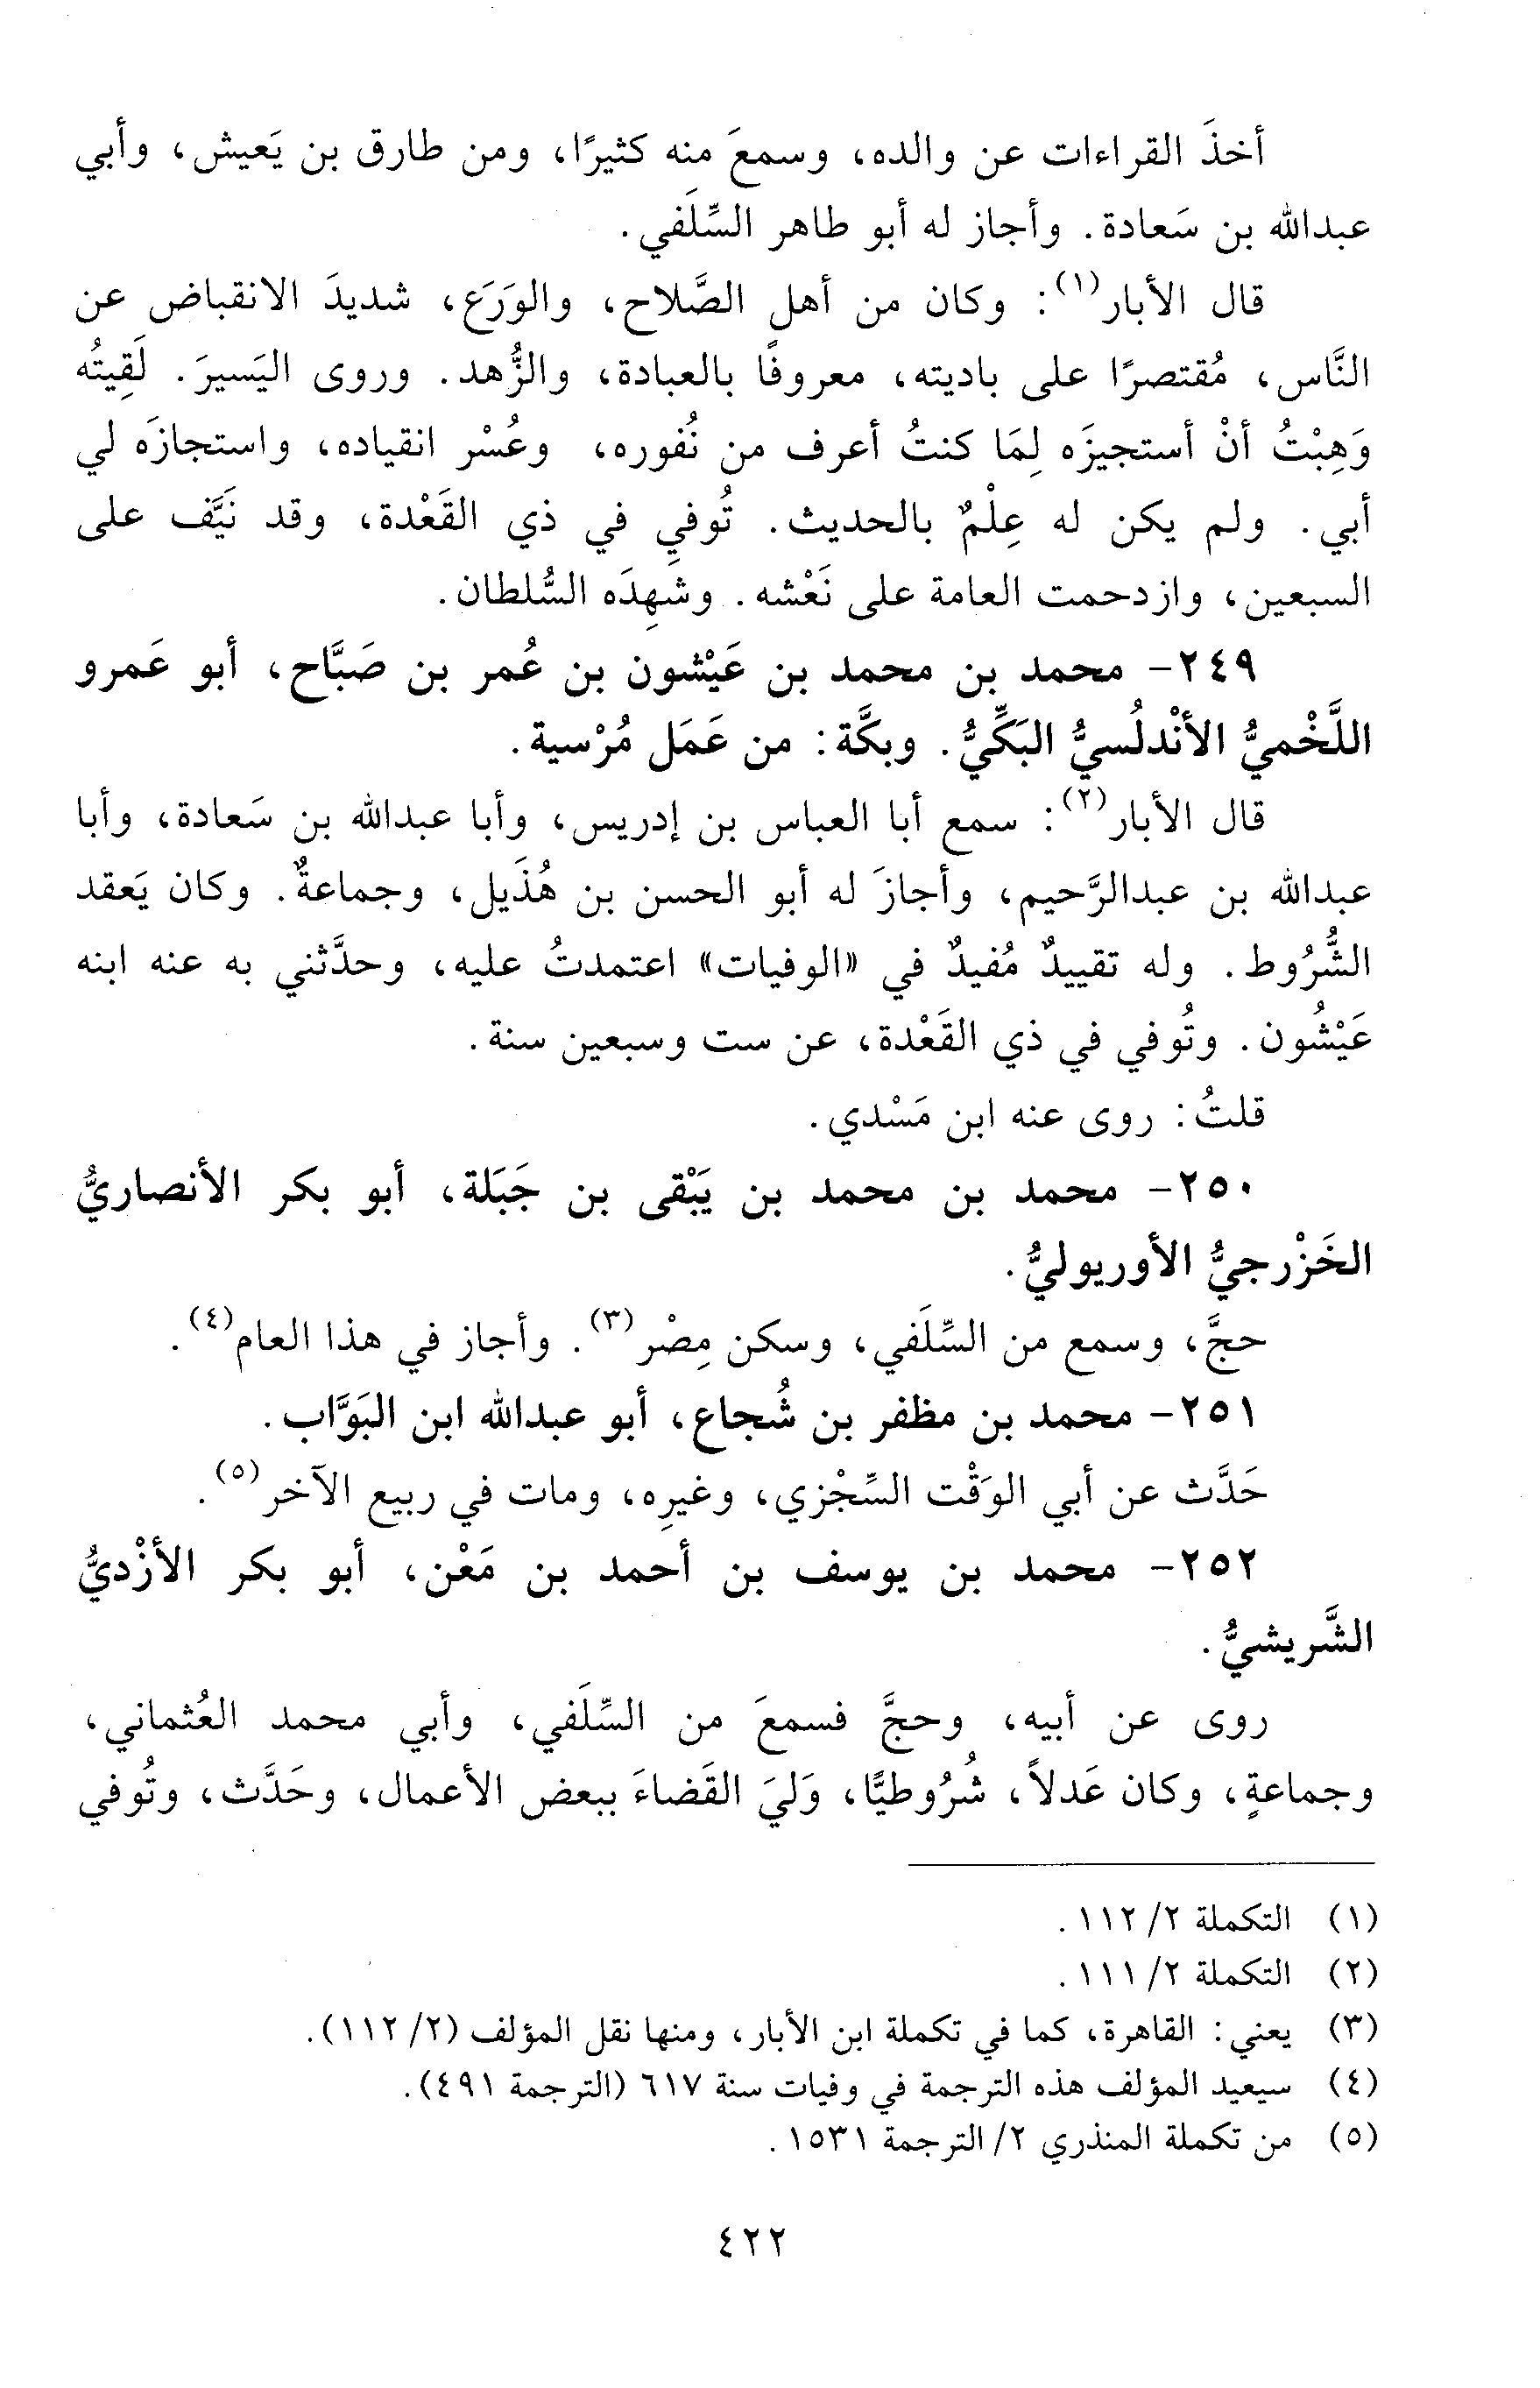 أخذَ القراءات عن والده، وسمعَ منه كثيرًا، ومن طارق بن يَعيش، وأبي
عبدالله بن سَعادة. وأجاز له أبو طاهر السِّلَفي.
قال الأبار(١): وكان من أهل الصَّلاح، والوَرَع، شديدَ الانقباض عن
النَّاس، مُقتصرًا على باديته، معروفًا بالعبادة، والزُّهد. وروى اليَسيرَ. لَقِيتُه
وَهِبْتُ أنْ أستجيزَه لِمَا كنتُ أعرف من نُفوره، وعُسْر انقياده، واستجازَه لي
أبي. ولم يكن له عِلْمٌ بالحديث. تُوفي في ذي القَعْدة، وقد نَيَّف على
السبعين، وازدحمت العامة على نَعْشه. وشهِدَه السُّلطان.
٢٤٩- محمد بن محمد بن عَيْشون بن عُمر بن صَبَّاح، أبو عَمرو
اللَّخْميُّ الأنْدلُسيُّ البَكِّيُّ. وبكَّة: من عَمَل مُرْسية.
قال الأبار(٢): سمع أبا العباس بن إدريس، وأبا عبدالله بن سَعادة، وأبا
عبدالله بن عبدالرَّحيم، وأجازَ له أبو الحسن بن هُذَيل، وجماعةٌ. وكان يَعقد
الشُّرُوط. وله تقييدٌ مُفيدٌ في «الوفيات» اعتمدتُ عليه، وحدَّثني به عنه ابنه
عَيْشُون. وتُوفي في ذي القَعْدة، عن ست وسبعين سنة.
قلتُ: روى عنه ابن مَسْدي.
٢٥٠- محمد بن محمد بن يَبْقى بن جَبَلة، أبو بكر الأنصاريُّ
الخَزْرجيُّ الأوريوليُّ.
حجَّ، وسمع من السِّلَفي، وسكن مِصْر(٣). وأجاز في هذا العام(٤).
٢٥١- محمد بن مظفر بن شُجاع، أبو عبدالله ابن البَوَّاب.
حَدَّث عن أبي الوَقْت السِّجْزي، وغيرِه، ومات في ربيع الآخر(٥).
٢٥٢- محمد بن يوسف بن أحمد بن مَعْن، أبو بكر الأزْديُّ
الشَّريشيُّ.
روى عن أبيه، وحجَّ فسمعَ من السِّلَفي، وأبي محمد العُثماني،
وجماعةٍ، وكان عَدلاً، شُرُوطيًّا، وَليَ القَضاءَ ببعض الأعمال، وحَدَّث، وتُوفي
(١) التكملة ٢/ ١١٢.
(٢) التكملة ٢/ ١١١.
(٣) يعني: القاهرة، كما في تكملة ابن الأبار، ومنها نقل المؤلف (٢/ ١١٢).
(٤) سيعيد المؤلف هذه الترجمة في وفيات سنة ٦١٧ (الترجمة ٤٩١).
(٥) من تكملة المنذري ٢/ الترجمة ١٥٣١.
٤٢٢